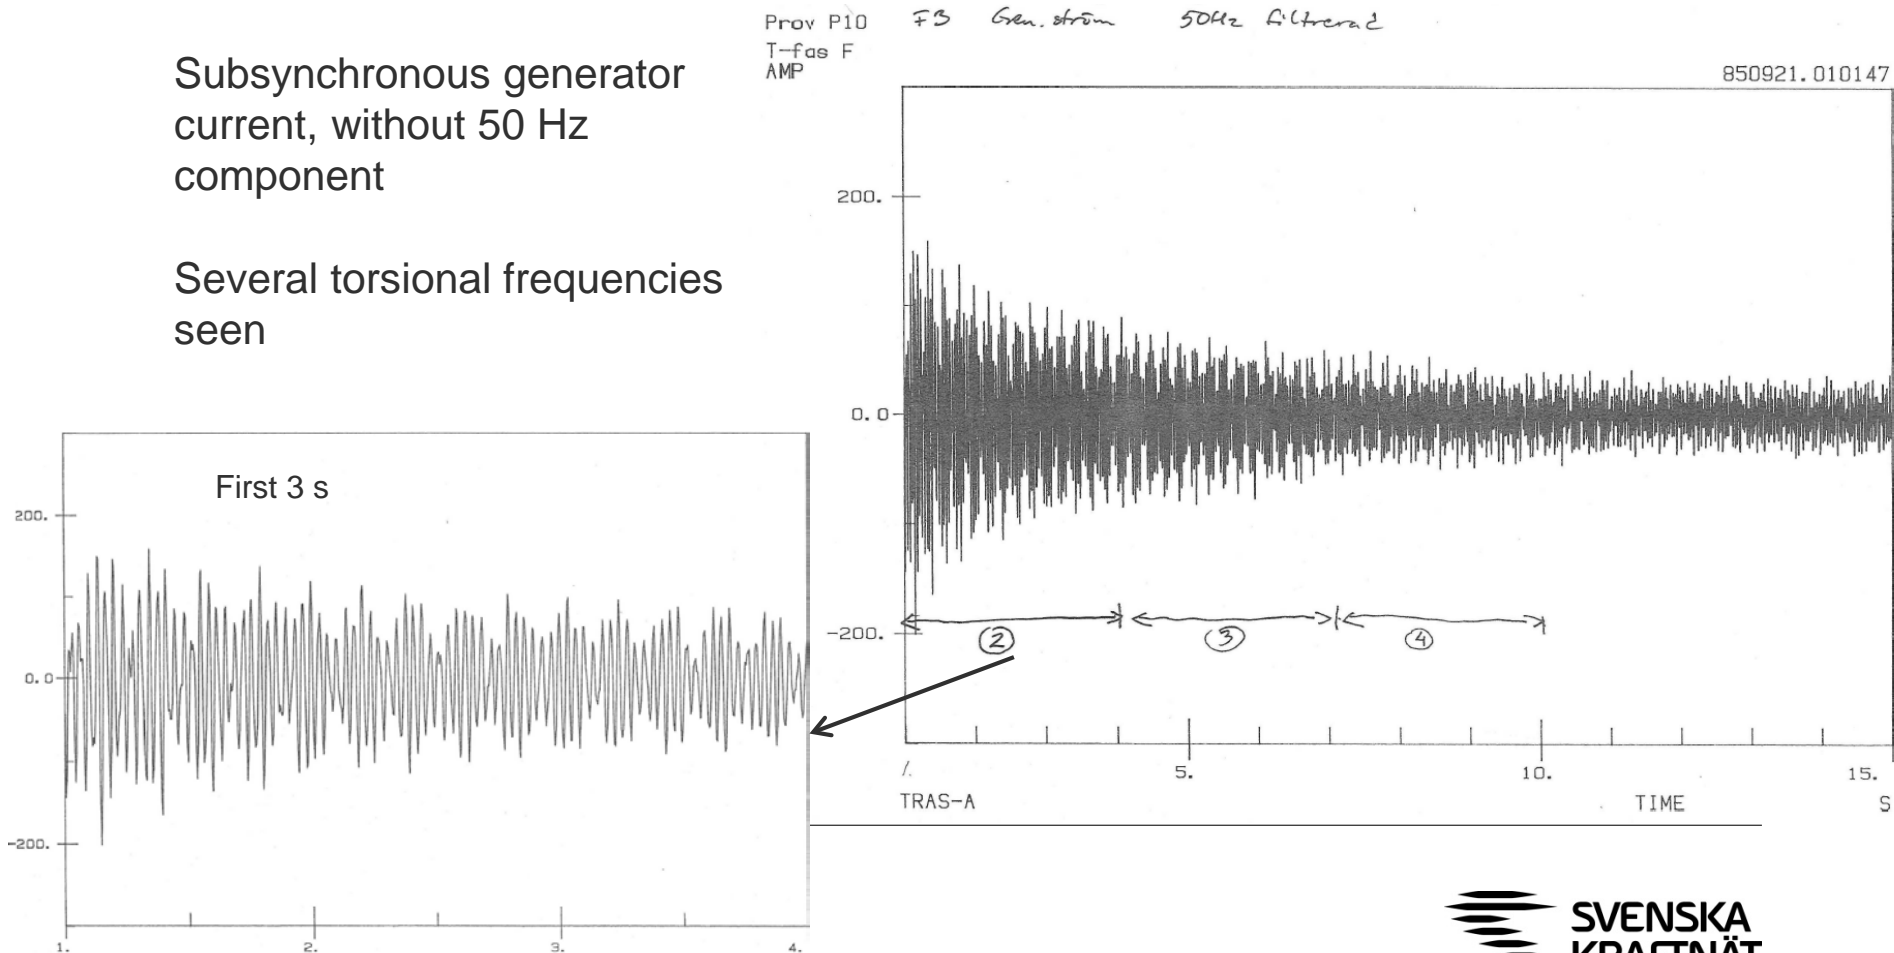 Subsynchronous generator
current, without 50 Hz
component
Several torsional frequencies
seen
Prov P10 F3 Gen. ström 50Hz filtrerad
T-fas F
AMP
850921.010147
200.
0.0
-200.
2 3 4
1. 5. 10. 15.
TRAS-A TIME S
First 3 s
200.
0.0
-200.
1. 2. 3. 4.
SVENSKA
KRAFTNÄT